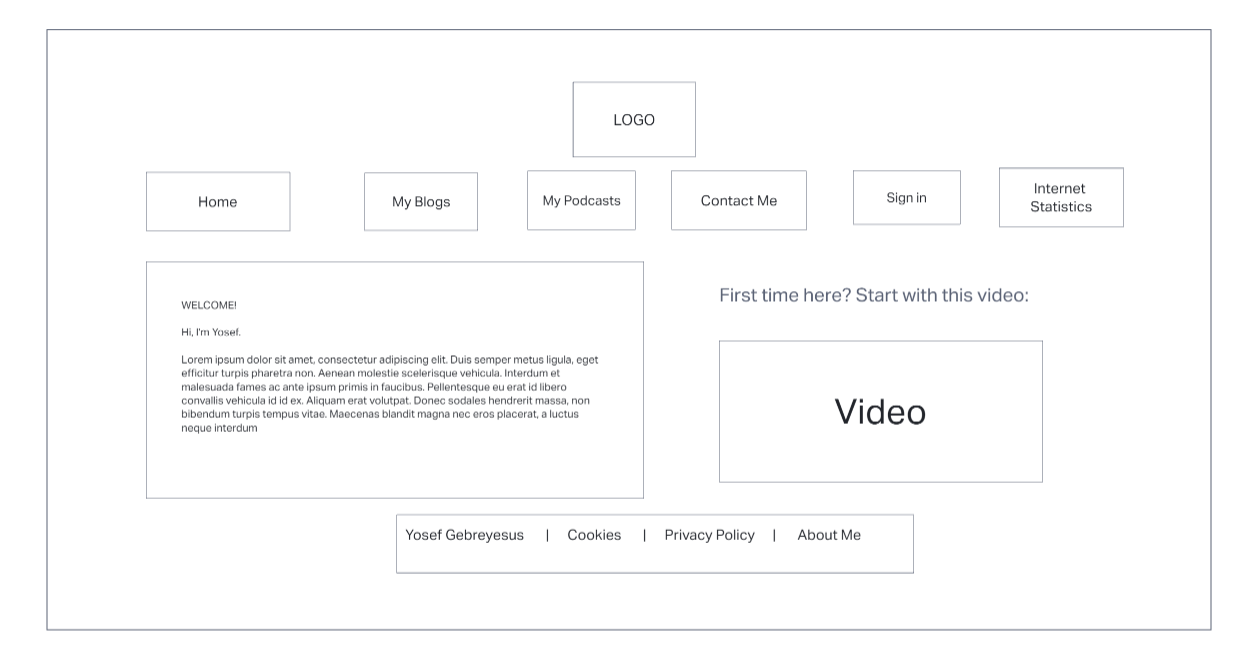 LOGO
Home
My Blogs
My Podcasts
Contact Me
Sign in
Internet
Statistics
WELCOME!
Hi, I'm Yosef.
Lorem ipsum dolor sit amet, consectetur adipiscing elit. Duis semper metus ligula, eget
efficitur turpis pharetra non. Aenean molestie scelerisque vehicula. Interdum et
malesuada fames ac ante ipsum primis in faucibus. Pellentesque eu erat id libero
convallis vehicula id id ex. Aliquam erat volutpat. Donec sodales hendrerit massa, non
bibendum turpis tempus vitae. Maecenas blandit magna nec eros placerat, a luctus
neque interdum
First time here? Start with this video:
Video
Yosef Gebreyesus | Cookies | Privacy Policy | About Me